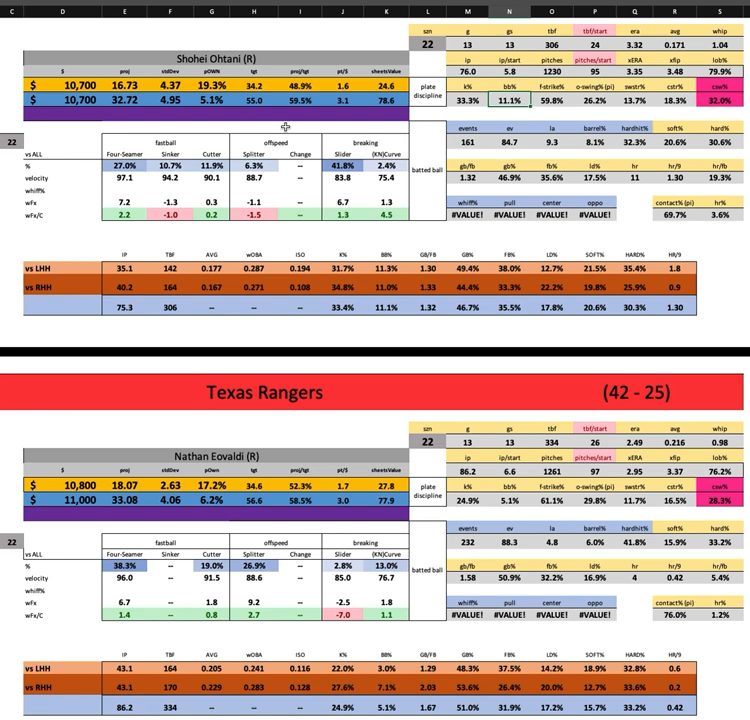 C D E F G H I J K L M N O P Q R S
szn g gs tbf tbf/start era avg whip
22 13 13 306 24 3.32 0.171 1.04
Shohei Ohtani (R) ip ip/start pitches pitches/start xERA xfip lob%
76.0 5.8 1230 95 3.35 3.48 79.9%
$ proj stdDev pOWN tgt proj/tgt pt/$ sheetsValue
$ 10,700 16.73 4.37 19.3% 34.2 48.9% 1.6 24.6 plate discipline k% bb% f-strike% o-swing% (pi) swstr% cstr% csw%
$ 10,700 32.72 4.95 5.1% 55.0 59.5% 3.1 78.6 33.3% 11.1% 59.8% 26.2% 13.7% 18.3% 32.0%
events ev la barrel% hardhit% soft% hard%
22 fastball offspeed breaking 161 84.7 9.3 8.1% 32.3% 20.6% 30.6%
vs ALL Four-Seamer Sinker Cutter Splitter Change Slider (KN)Curve
% 27.0% 10.7% 11.9% 6.3% -- 41.8% 2.4% batted ball gb/fb gb% fb% ld% hr hr/9 hr/fb
velocity 97.1 94.2 90.1 88.7 -- 83.8 75.4 1.32 46.9% 35.6% 17.5% 11 1.30 19.3%
whiff%
wFx 7.2 -1.3 0.3 -1.1 -- 6.7 1.3 whiff% pull center oppo contact% (pi) hr%
wFx/C 2.2 -1.0 0.2 -1.5 -- 1.3 4.5 #VALUE! #VALUE! #VALUE! #VALUE! 69.7% 3.6%
IP TBF AVG wOBA ISO K% BB% GB/FB GB% FB% LD% SOFT% HARD% HR/9
vs LHH 35.1 142 0.177 0.287 0.194 31.7% 11.3% 1.30 49.4% 38.0% 12.7% 21.5% 35.4% 1.8
vs RHH 40.2 164 0.167 0.271 0.108 34.8% 11.0% 1.33 44.4% 33.3% 22.2% 19.8% 25.9% 0.9
75.3 306 -- -- -- 33.4% 11.1% 1.32 46.7% 35.5% 17.8% 20.6% 30.3% 1.30
Texas Rangers (42 - 25)
szn g gs tbf tbf/start era avg whip
22 13 13 334 26 2.49 0.216 0.98
Nathan Eovaldi (R) ip ip/start pitches pitches/start xERA xfip lob%
86.2 6.6 1261 97 2.95 3.37 76.2%
$ proj stdDev pOwn tgt proj/tgt pt/$ sheetsValue
$ 10,800 18.07 2.63 17.2% 34.6 52.3% 1.7 27.8 plate discipline k% bb% f-strike% o-swing% (pi) swstr% cstr% csw%
$ 11,000 33.08 4.06 6.2% 56.6 58.5% 3.0 77.9 24.9% 5.1% 61.1% 29.8% 11.7% 16.5% 28.3%
events ev la barrel% hardhit% soft% hard%
22 fastball offspeed breaking 232 88.3 4.8 6.0% 41.8% 15.9% 33.2%
vs ALL Four-Seamer Sinker Cutter Splitter Change Slider (KN)Curve
% 38.3% -- 19.0% 26.9% -- 2.8% 13.0% batted ball gb/fb gb% fb% ld% hr hr/9 hr/fb
velocity 96.0 -- 91.5 88.6 -- 85.0 76.7 1.58 50.9% 32.2% 16.9% 4 0.42 5.4%
whiff%
wFx 6.7 -- 1.8 9.2 -- -2.5 1.8 whiff% pull center oppo contact% (pi) hr%
wFx/C 1.4 -- 0.8 2.7 -- -7.0 1.1 #VALUE! #VALUE! #VALUE! #VALUE! 76.0% 1.2%
IP TBF AVG wOBA ISO K% BB% GB/FB GB% FB% LD% SOFT% HARD% HR/9
vs LHH 43.1 164 0.205 0.241 0.116 22.0% 3.0% 1.29 48.3% 37.5% 14.2% 18.9% 32.8% 0.6
vs RHH 43.1 170 0.229 0.283 0.128 27.6% 7.1% 2.03 53.6% 26.4% 20.0% 12.7% 33.6% 0.2
86.2 334 -- -- -- 24.9% 5.1% 1.67 51.0% 31.9% 17.2% 15.7% 33.2% 0.42